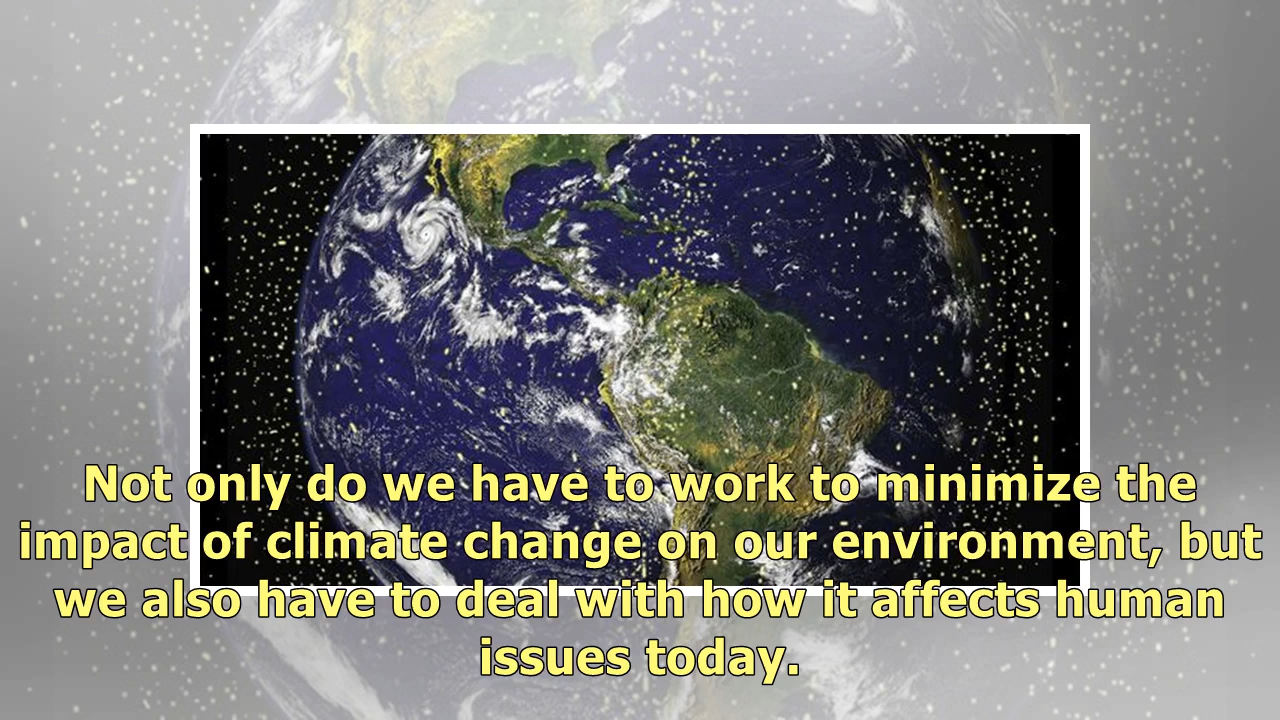 Not only do we have to work to minimize the
impact of climate change on our environment, but
we also have to deal with how it affects human
issues today.